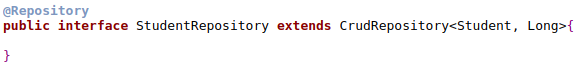 @Repository
public interface StudentRepository extends CrudRepository<Student, Long>{
}